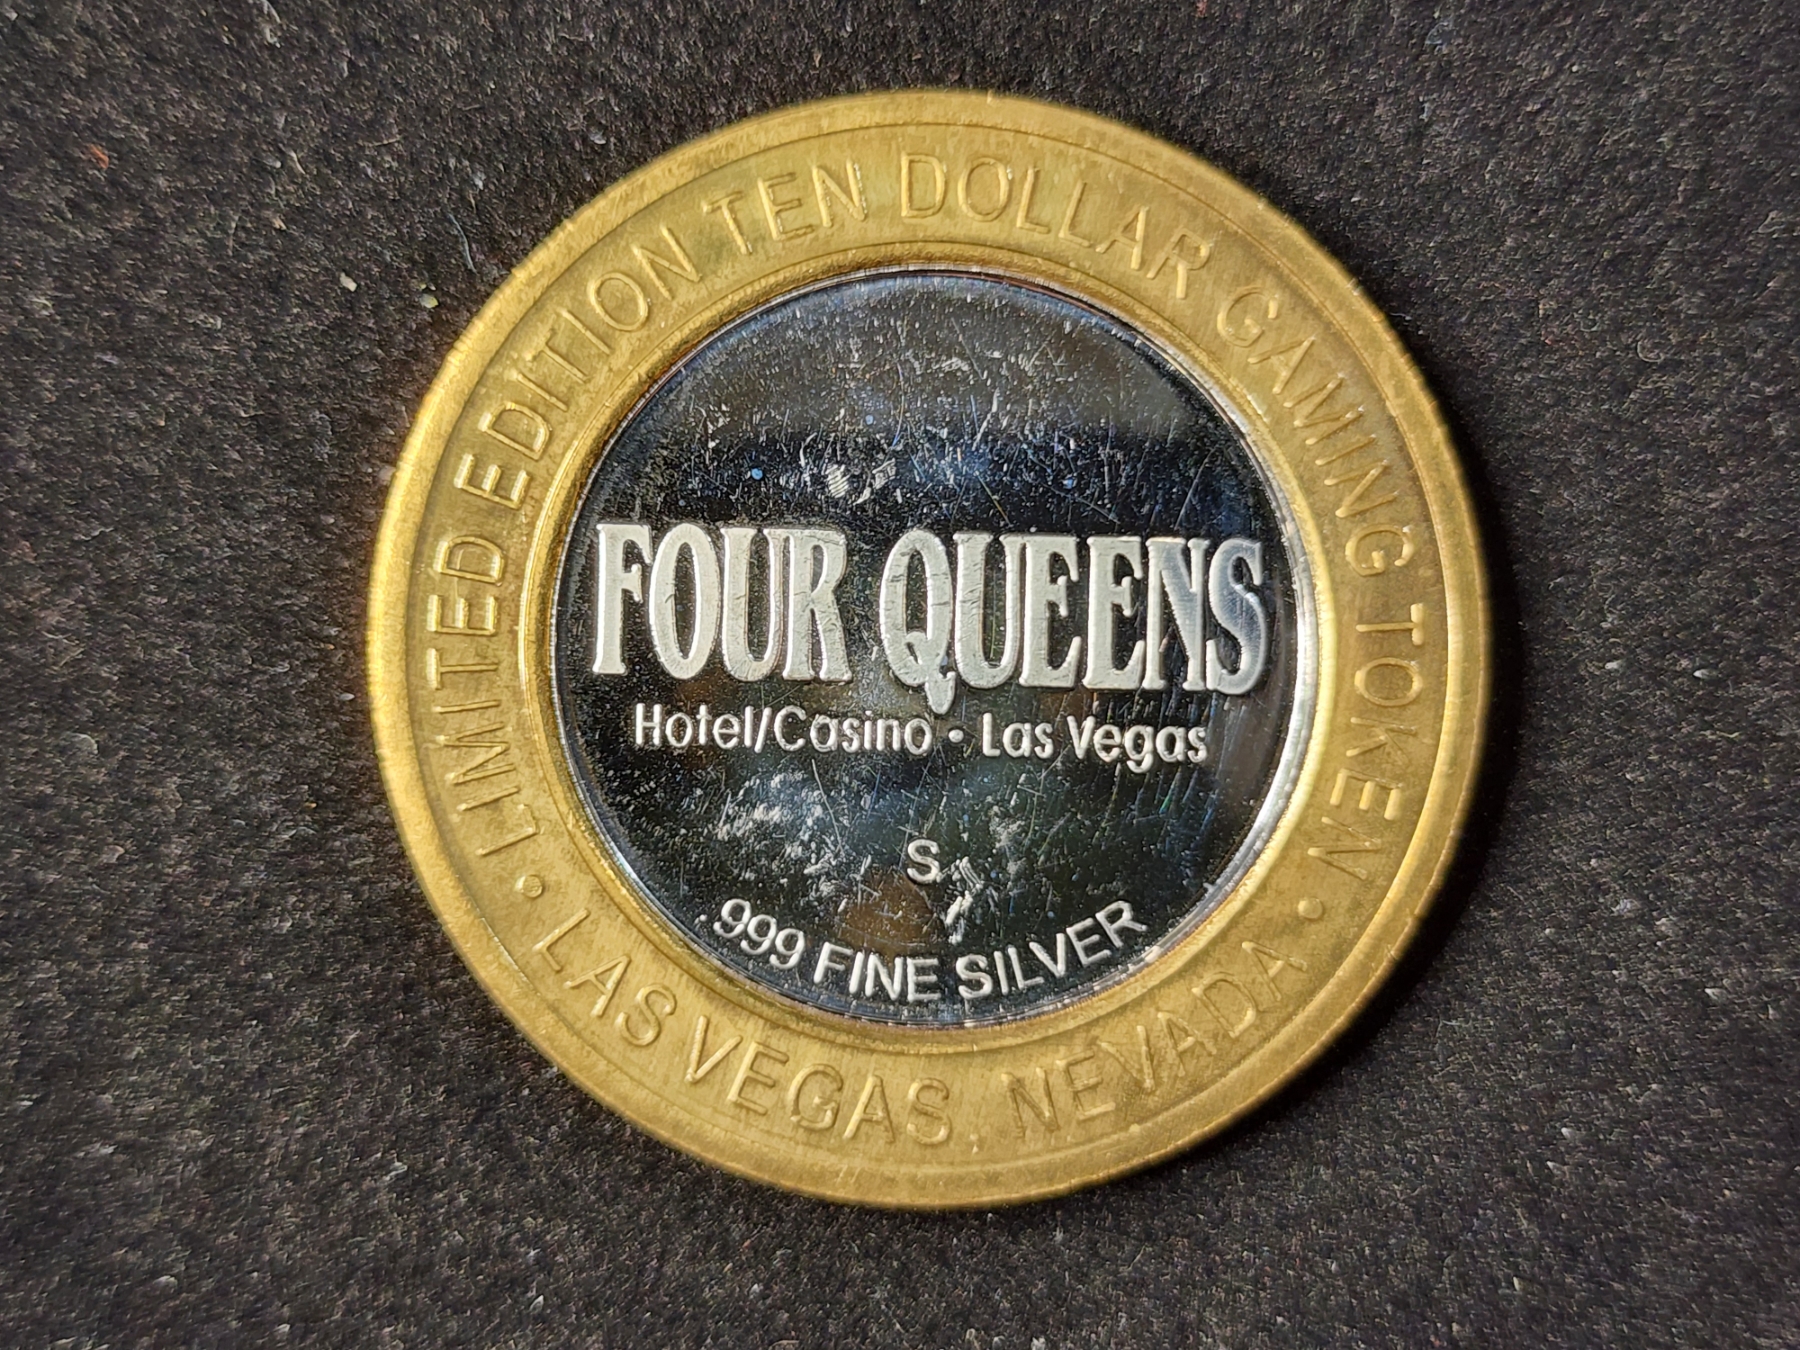 LIMITED EDITION TEN DOLLAR GAMING TOKEN
FOUR QUEENS
Hotel/Casino • Las Vegas
S
.999 FINE SILVER
• LAS VEGAS, NEVADA •